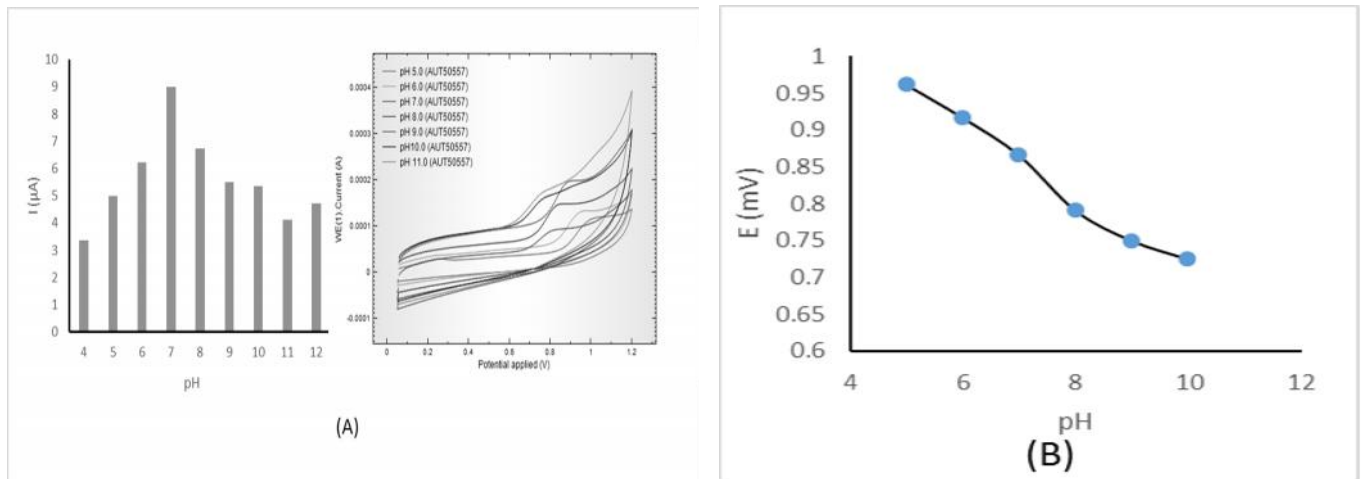 10
9
8
7
6
5
4
3
2
1
0
I (µA)
4 5 6 7 8 9 10 11 12
pH
pH 5.0 (AUT50557)
pH 6.0 (AUT50557)
pH 7.0 (AUT50557)
pH 8.0 (AUT50557)
pH 9.0 (AUT50557)
pH10.0 (AUT50557)
pH 11.0 (AUT50557)
0.0004
0.0003
0.0002
0.0001
0
-0.0001
WE(1).Current (A)
0 0.2 0.4 0.6 0.8 1 1.2
Potential applied (V)
(A)
1
0.95
0.9
0.85
0.8
0.75
0.7
0.65
0.6
E (mV)
4 6 8 10 12
pH
(B)